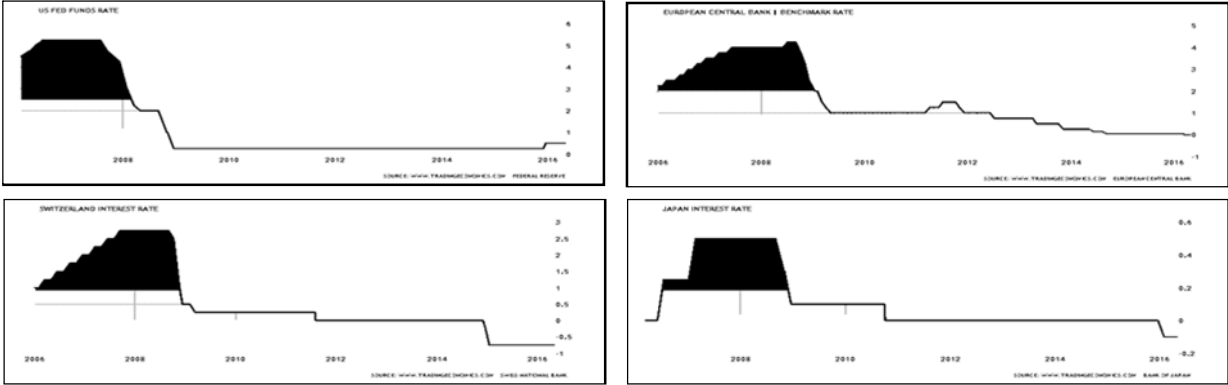 US FED FUNDS RATE
6
5
4
3
2
1
0
2008 2010 2012 2014 2016
SOURCE: WWW.TRADINGECONOMICS.COM FEDERAL RESERVE
EUROPEAN CENTRAL BANK BENCHMARK RATE
5
4
3
2
1
0
-1
2006 2008 2010 2012 2014 2016
SOURCE: WWW.TRADINGECONOMICS.COM EUROPEAN CENTRAL BANK
SWITZERLAND INTEREST RATE
3
2.5
2
1.5
1
0.5
0
-0.5
-1
2006 2008 2010 2012 2014 2016
SOURCE: WWW.TRADINGECONOMICS.COM SWISS NATIONAL BANK
JAPAN INTEREST RATE
0.6
0.4
0.2
0
-0.2
2008 2010 2012 2014 2016
SOURCE: WWW.TRADINGECONOMICS.COM BANK OF JAPAN